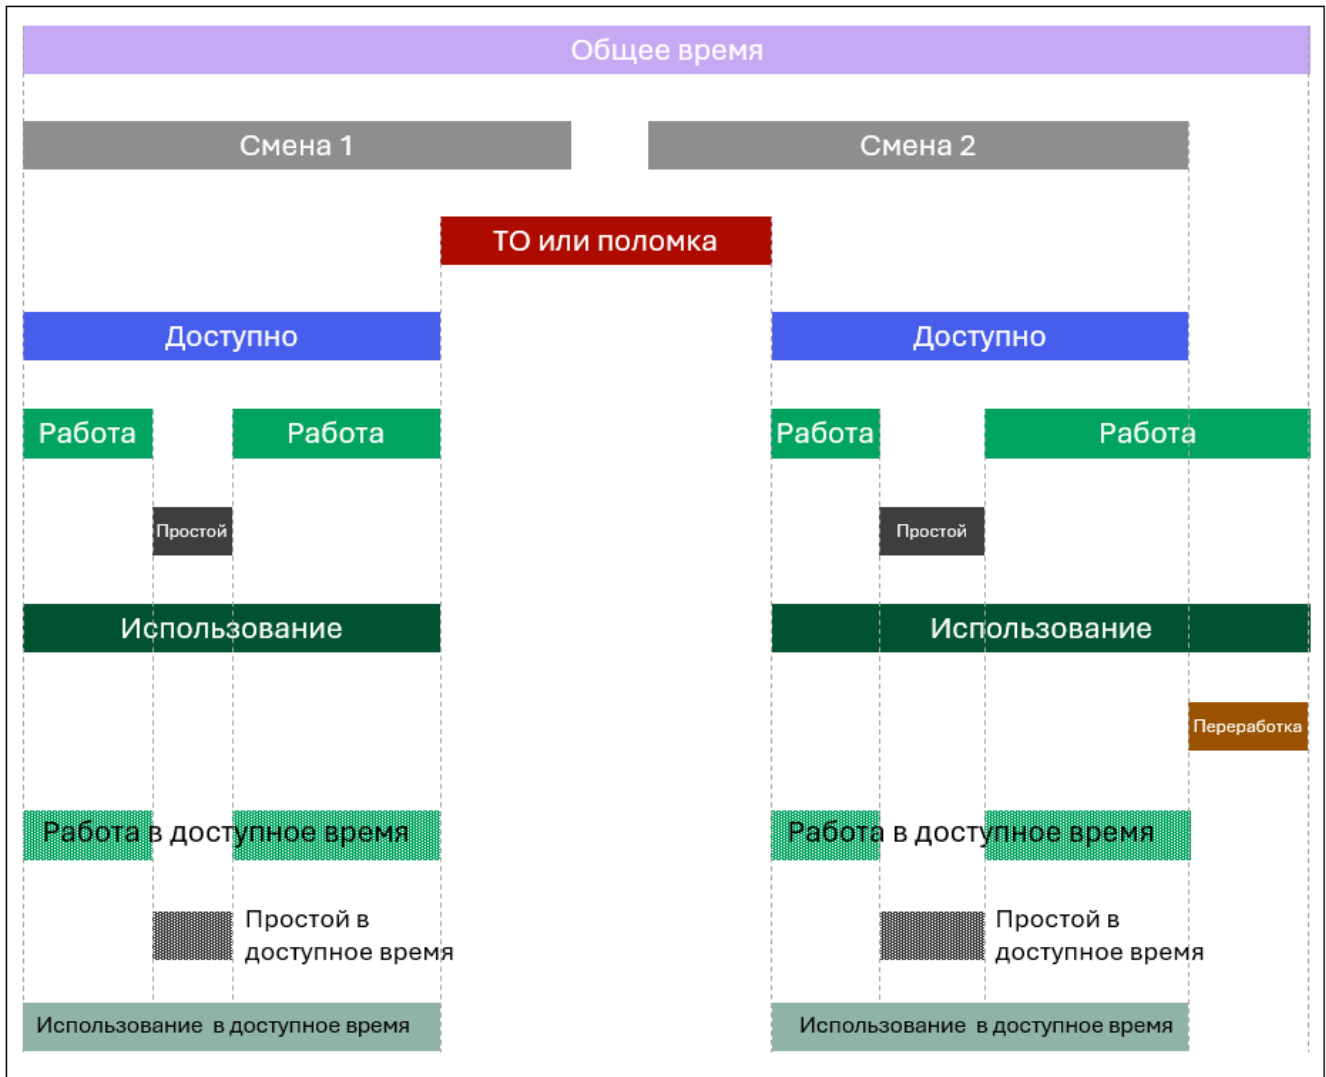 Общее время
Смена 1
Смена 2
ТО или поломка
Доступно
Доступно
Работа
Работа
Работа
Работа
Простой
Простой
Использование
Использование
Переработка
Работа в доступное время
Работа в доступное время
Простой в
доступное время
Простой в
доступное время
Использование в доступное время
Использование в доступное время